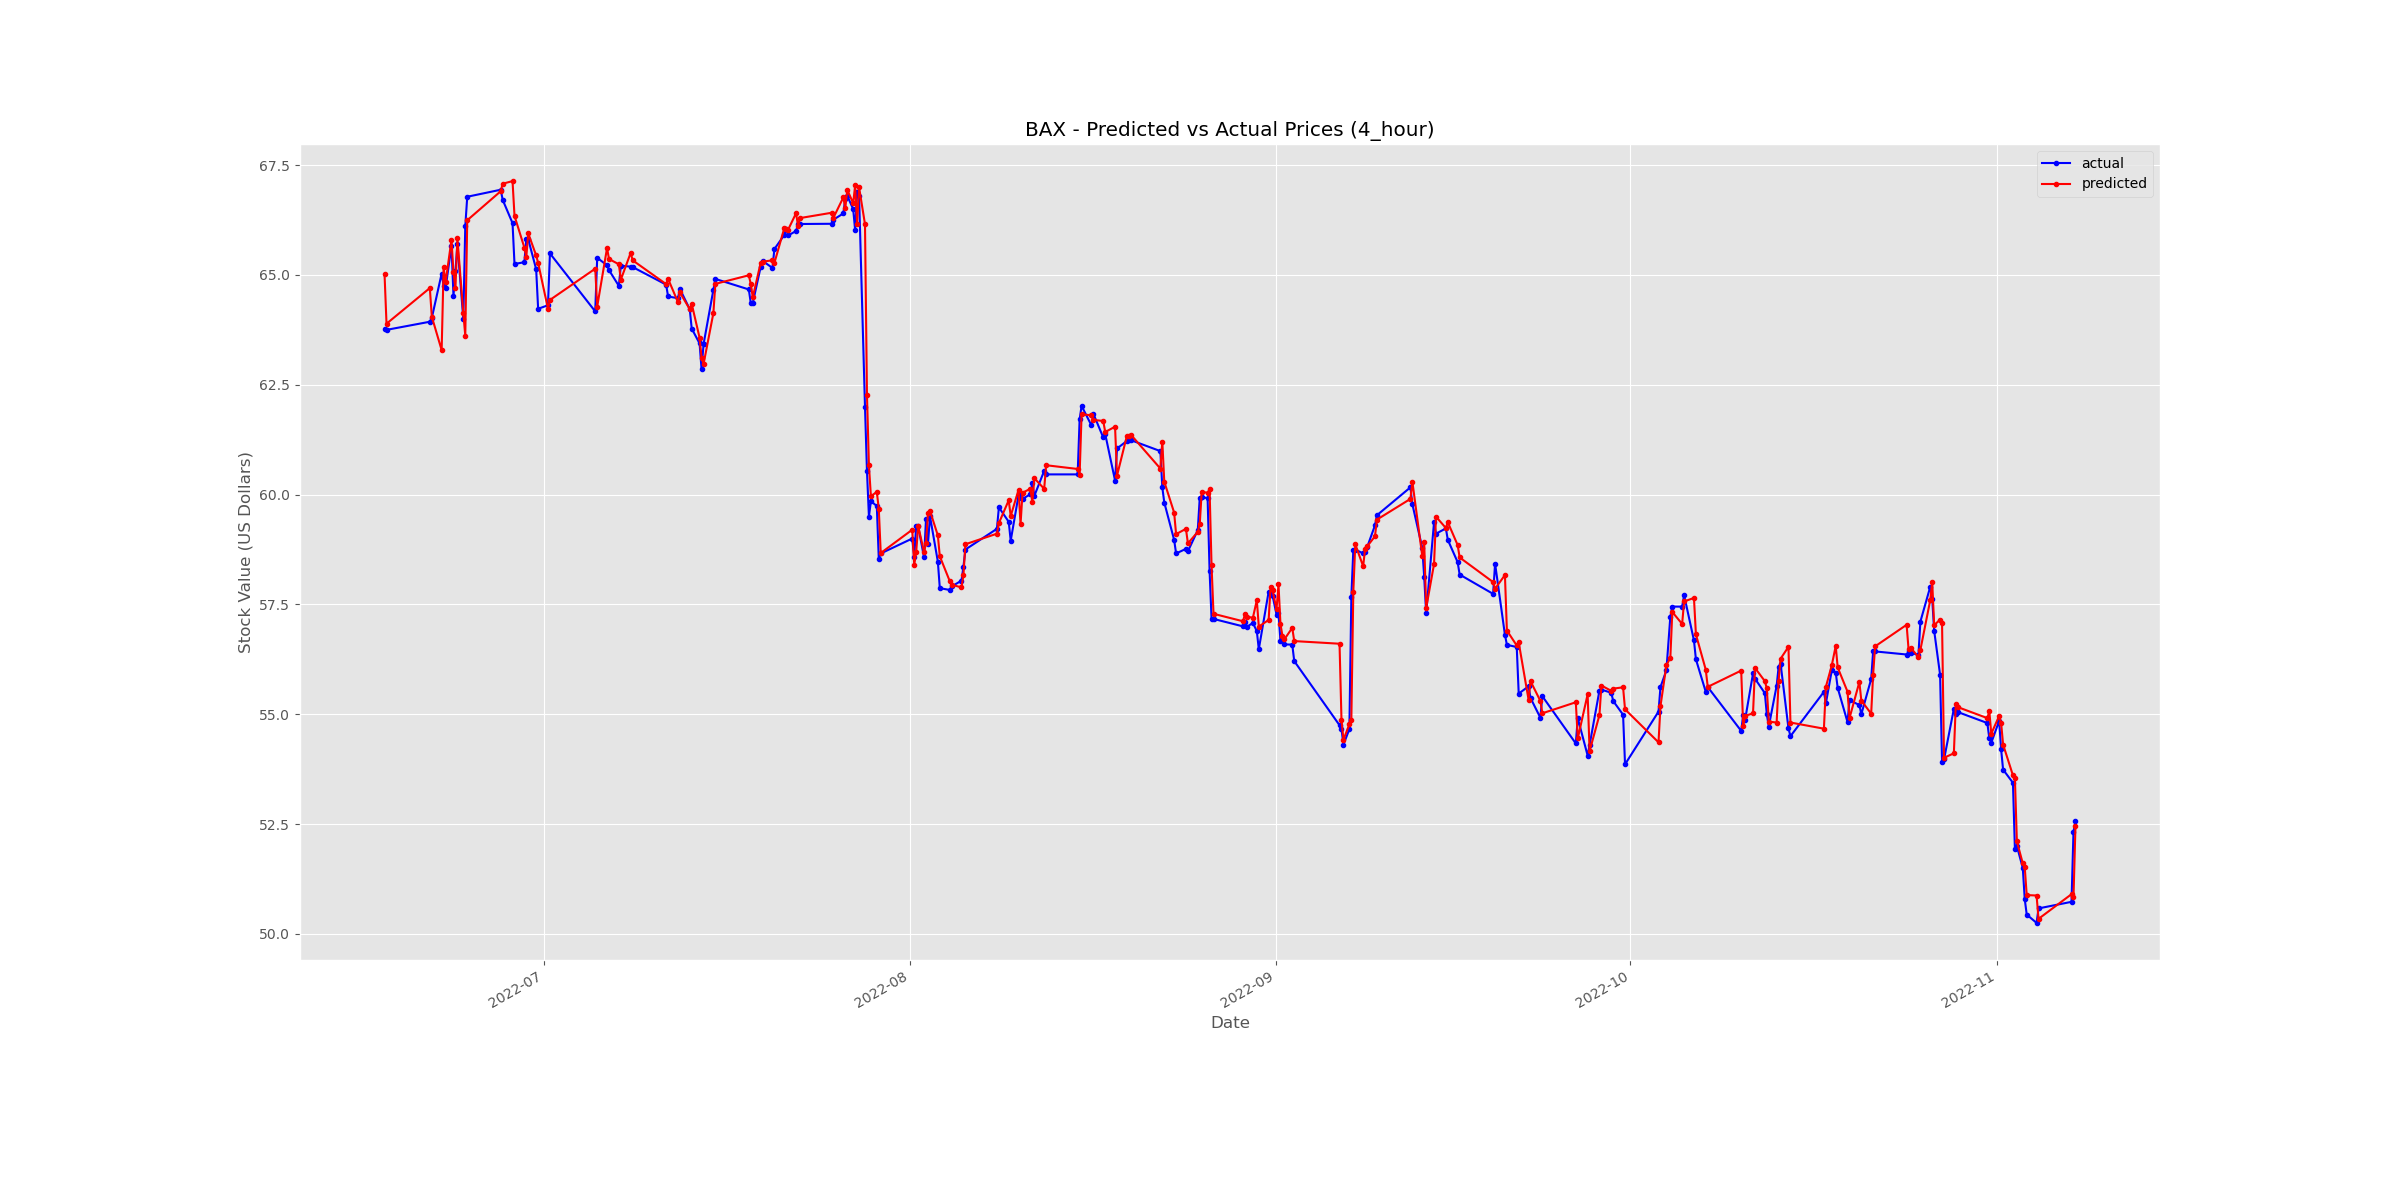 BAX - Predicted vs Actual Prices (4_hour)
actual
predicted
67.5
65.0
62.5
60.0
57.5
55.0
52.5
50.0
Stock Value (US Dollars)
2022-07
2022-08
2022-09
2022-10
2022-11
Date